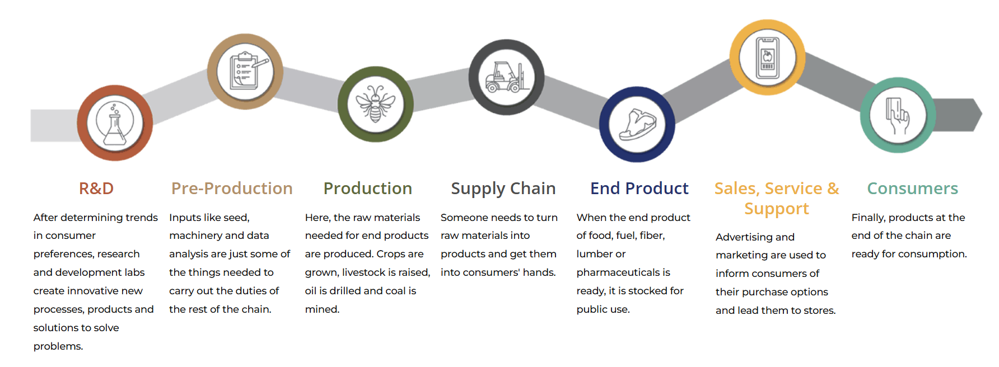 R&D
After determining trends
in consumer
preferences, research
and development labs
create innovative new
processes, products and
solutions to solve
problems.
Pre-Production
Inputs like seed,
machinery and data
analysis are just some of
the things needed to
carry out the duties of
the rest of the chain.
Production
Here, the raw materials
needed for end products
are produced. Crops are
grown, livestock is raised,
oil is drilled and coal is
mined.
Supply Chain
Someone needs to turn
raw materials into
products and get them
into consumers' hands.
End Product
When the end product
of food, fuel, fiber,
lumber or
pharmaceuticals is
ready, it is stocked for
public use.
Sales, Service &
Support
Advertising and
marketing are used to
inform consumers of
their purchase options
and lead them to stores.
Consumers
Finally, products at the
end of the chain are
ready for consumption.